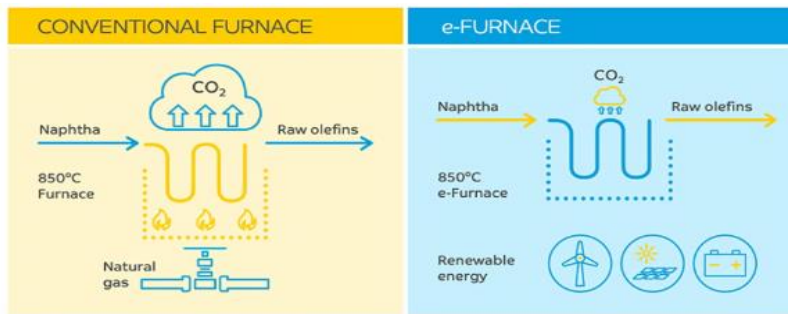 CONVENTIONAL FURNACE
CO₂
Naphtha
Raw olefins
850°C
Furnace
Natural
gas
e-FURNACE
CO₂
Naphtha
Raw olefins
850°C
e-Furnace
Renewable
energy